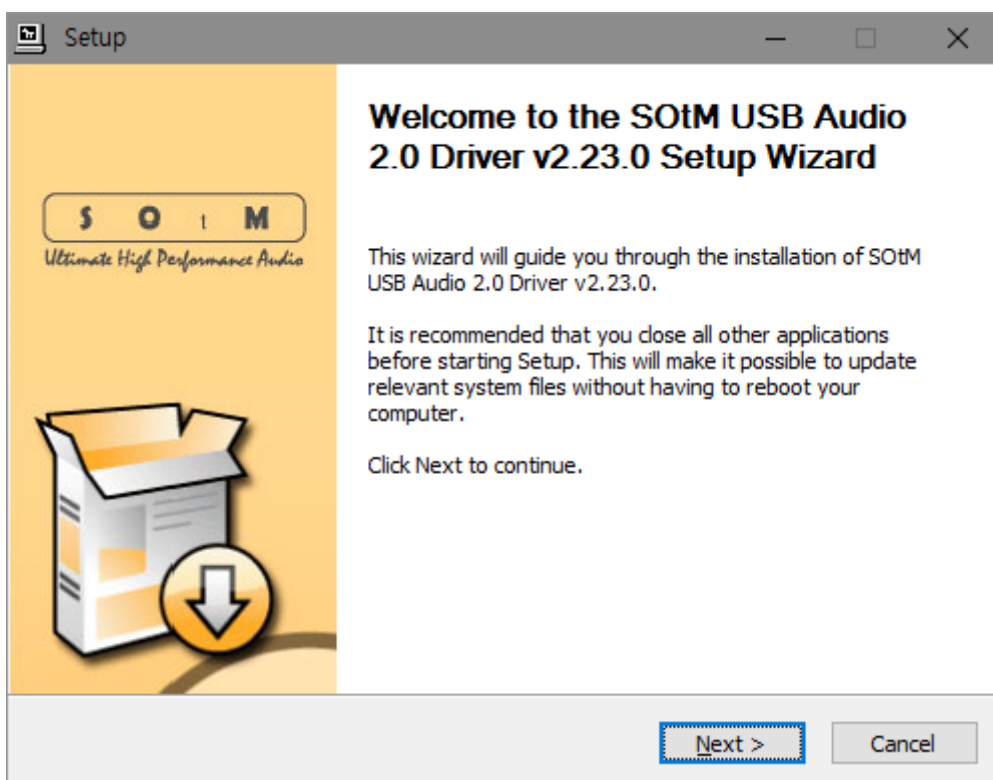 Setup
Welcome to the SOtM USB Audio
2.0 Driver v2.23.0 Setup Wizard
S O t M
Ultimate High Performance Audio
This wizard will guide you through the installation of SOtM
USB Audio 2.0 Driver v2.23.0.
It is recommended that you close all other applications
before starting Setup. This will make it possible to update
relevant system files without having to reboot your
computer.
Click Next to continue.
Next >
Cancel